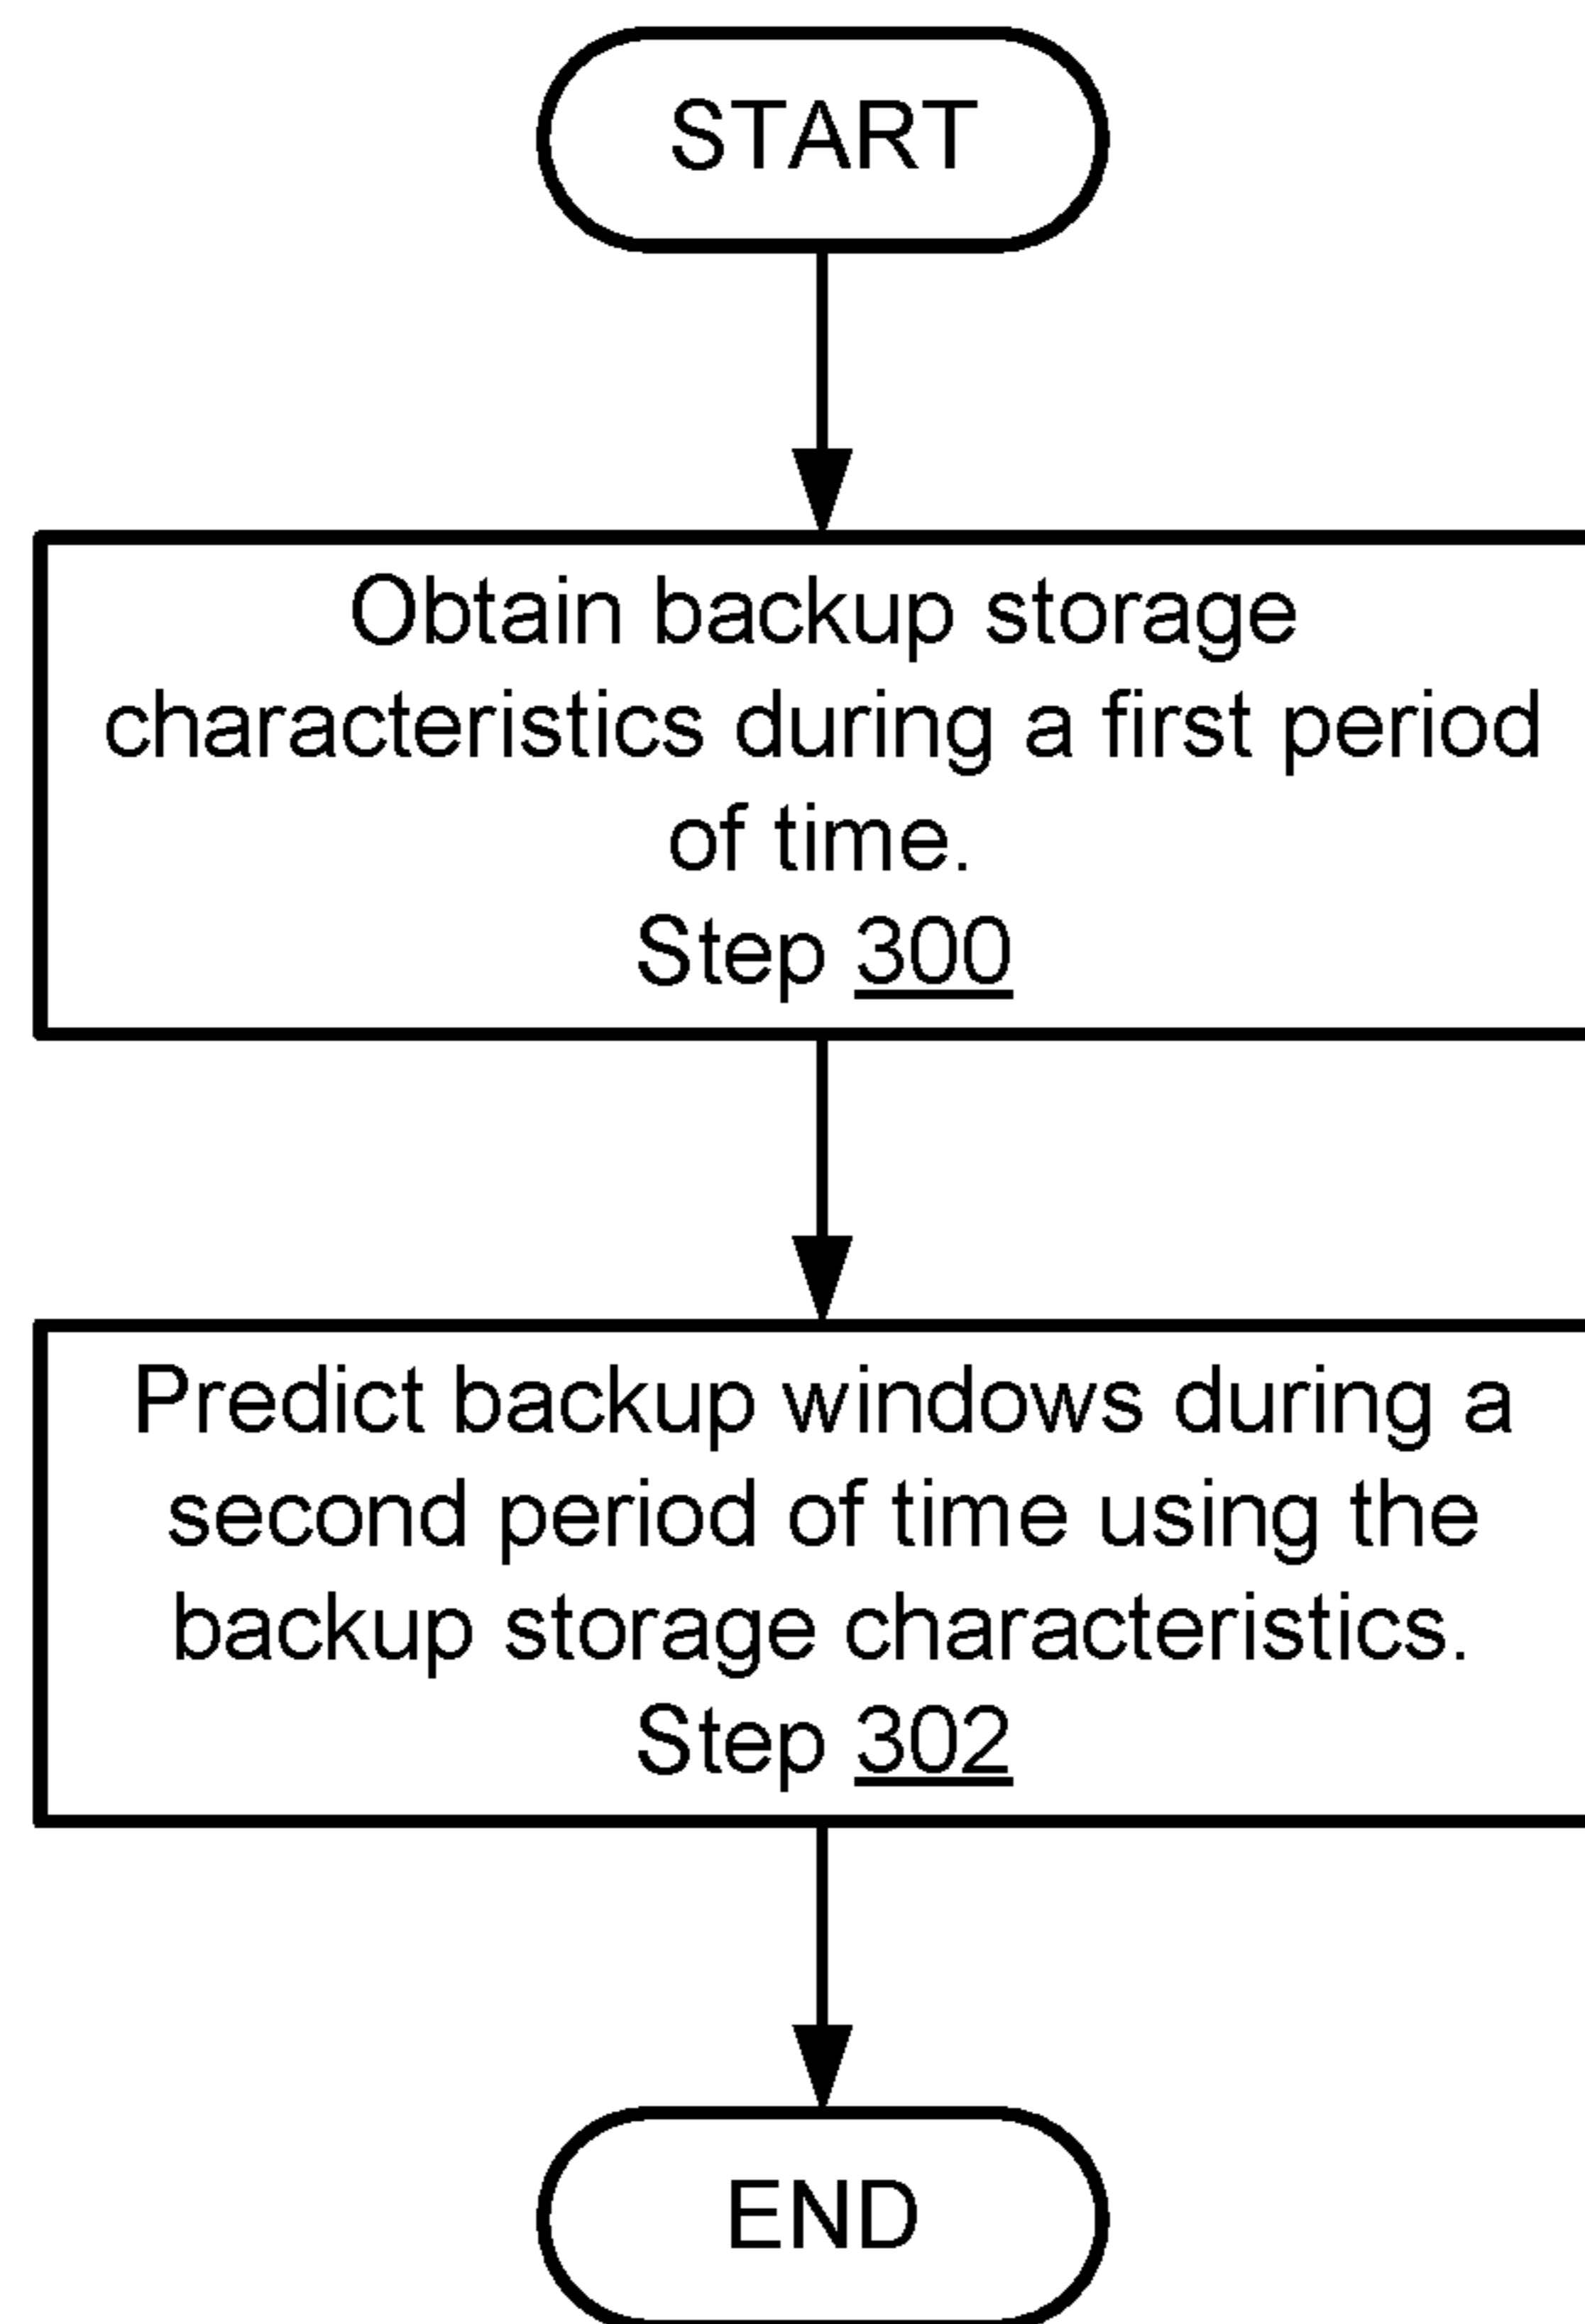 START
Obtain backup storage
characteristics during a first period
of time.
Step 300
Predict backup windows during a
second period of time using the
backup storage characteristics.
Step 302
END